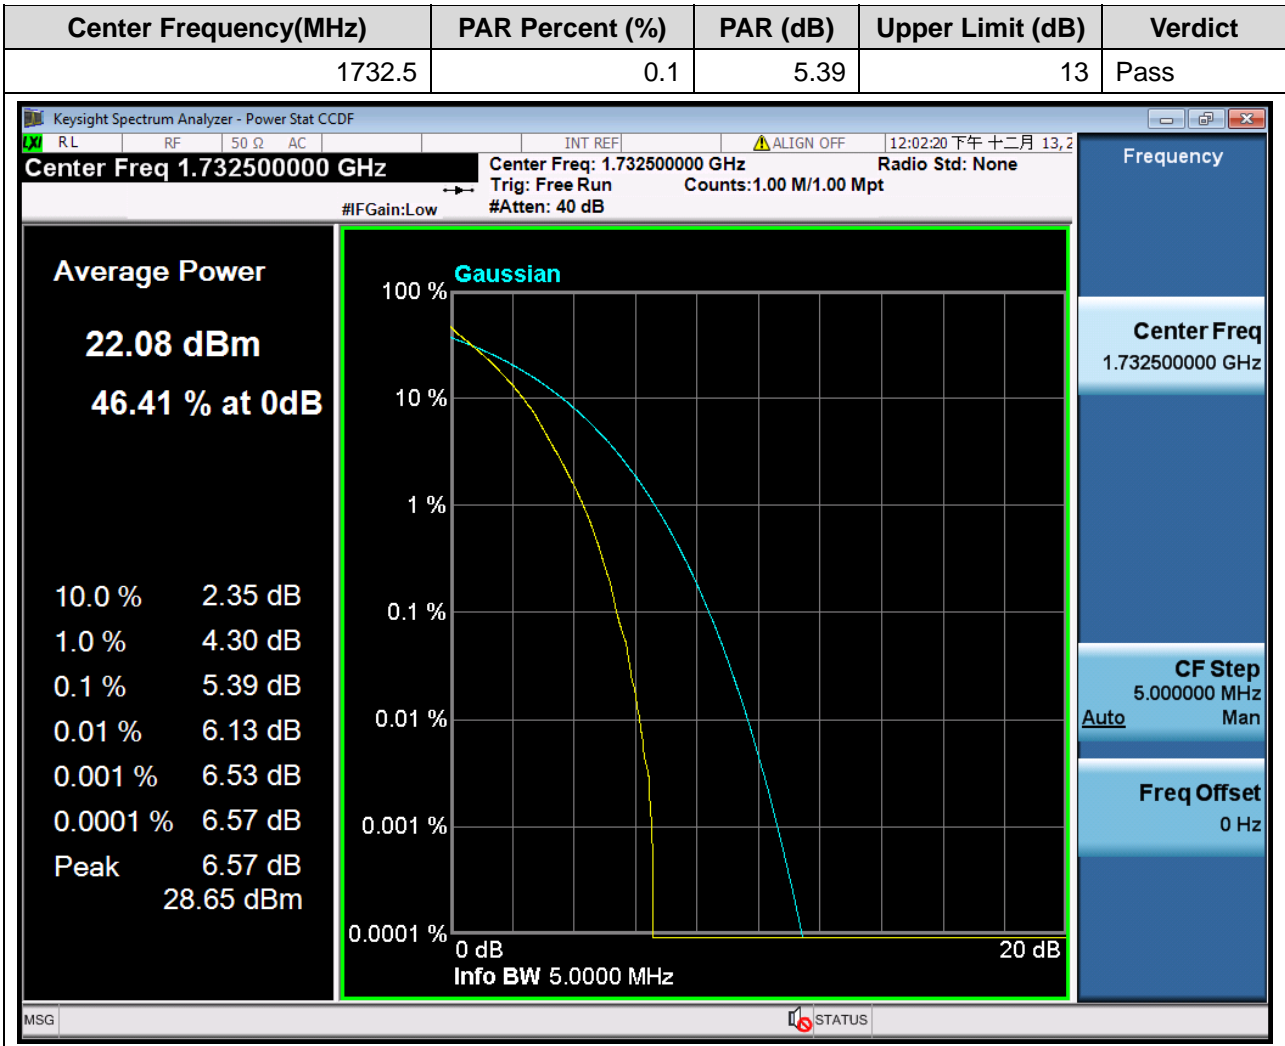 Center Frequency(MHz) PAR Percent (%) PAR (dB) Upper Limit (dB) Verdict
1732.5 0.1 5.39 13 Pass
Keysight Spectrum Analyzer - Power Stat CCDF
LXI RL RF 50 Ω AC INT REF ALIGN OFF 12:02:20 下午 十二月 13, 2
Center Freq 1.732500000 GHz
Center Freq: 1.732500000 GHz Radio Std: None
Trig: Free Run Counts:1.00 M/1.00 Mpt
#IFGain:Low #Atten: 40 dB
Average Power
22.08 dBm
46.41 % at 0dB
10.0 % 2.35 dB
1.0 % 4.30 dB
0.1 % 5.39 dB
0.01 % 6.13 dB
0.001 % 6.53 dB
0.0001 % 6.57 dB
Peak 6.57 dB
28.65 dBm
Gaussian
100 %
10 %
1 %
0.1 %
0.01 %
0.001 %
0.0001 %
0 dB 20 dB
Info BW 5.0000 MHz
Frequency
Center Freq
1.732500000 GHz
CF Step
5.000000 MHz
Auto Man
Freq Offset
0 Hz
MSG STATUS